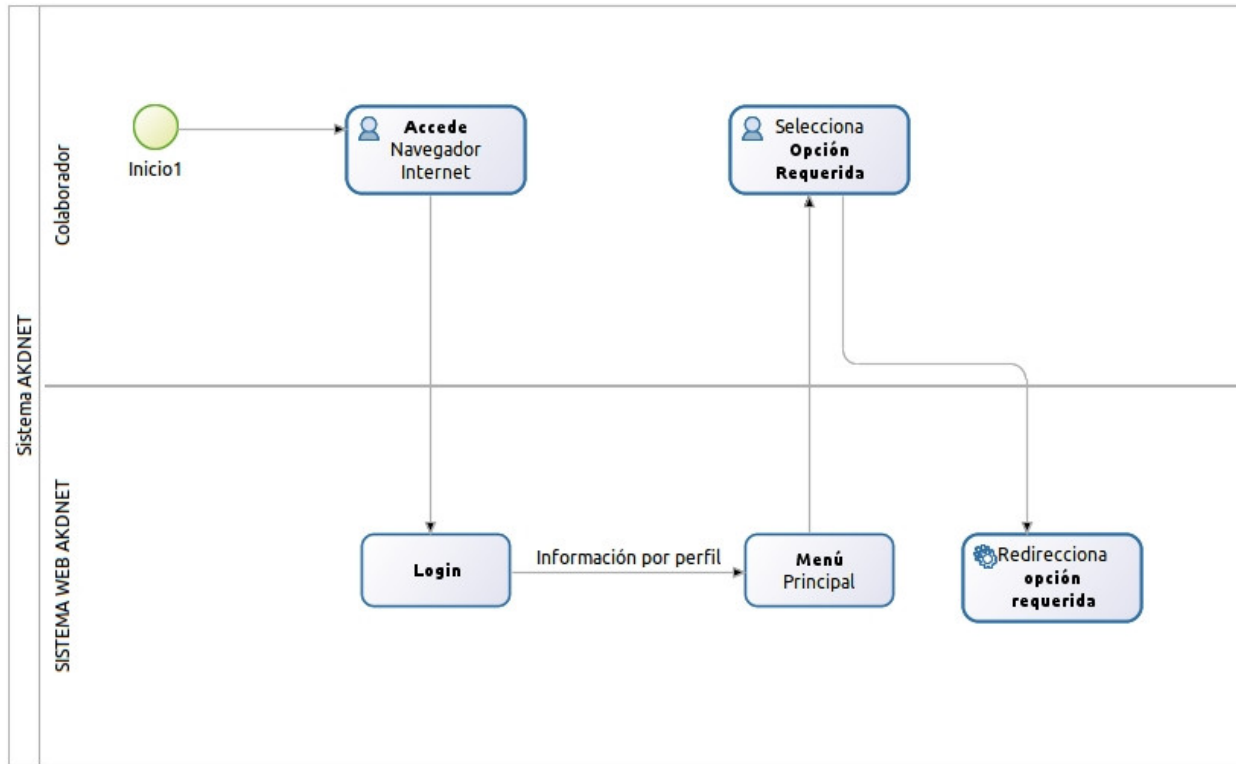 Sistema AKDNET
Colaborador
Inicio1
Accede
Navegador
Internet
Selecciona
Opción
Requerida
SISTEMA WEB AKDNET
Login
Información por perfil
Menú
Principal
Redirecciona
opción
requerida